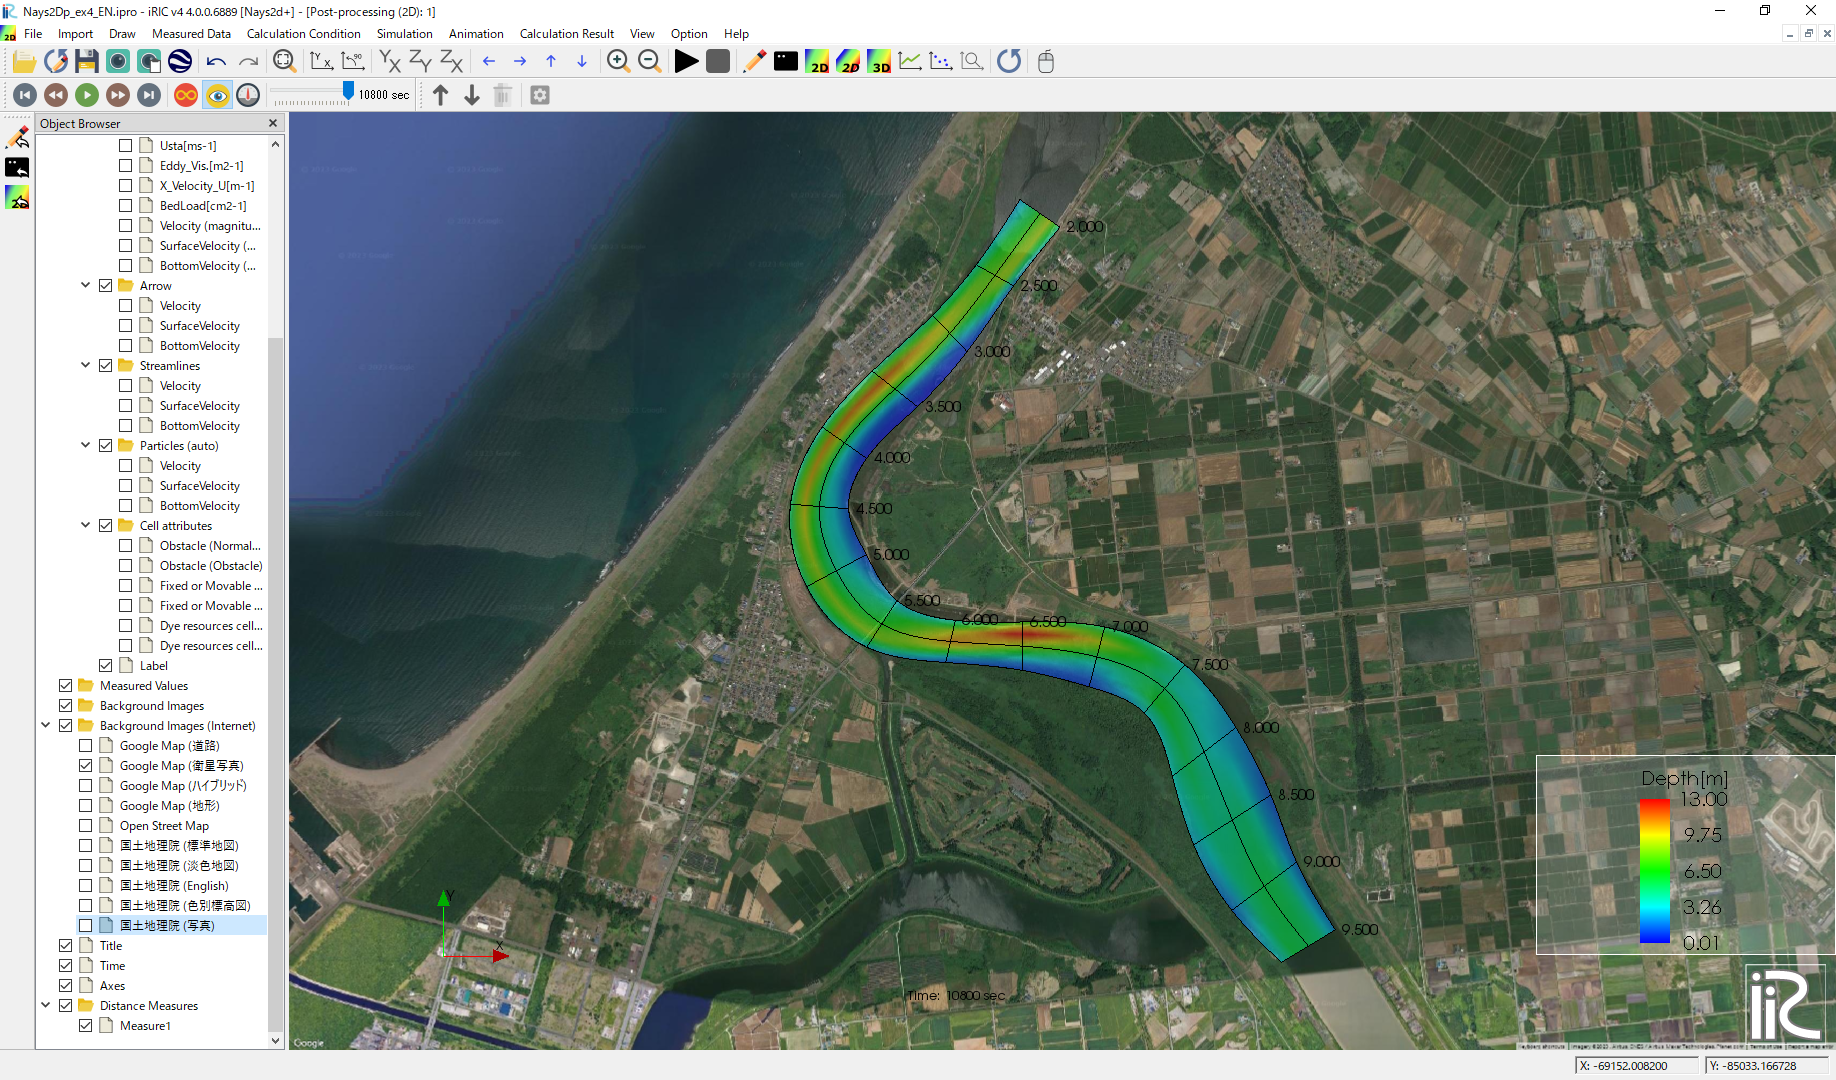 Nays2Dp_ex4_EN.ipro - iRIC v4 4.0.0.6889 [Nays2d+] - [Post-processing (2D): 1]
File Import Draw Measured Data Calculation Condition Simulation Animation Calculation Result View Option Help
10800 sec
Object Browser
Usta[ms-1]
Eddy_Vis.[m2-1]
X_Velocity_U[m-1]
BedLoad[cm2-1]
Velocity (magnitu...
SurfaceVelocity (...
BottomVelocity (...
Arrow
Velocity
SurfaceVelocity
BottomVelocity
Streamlines
Velocity
SurfaceVelocity
BottomVelocity
Particles (auto)
Velocity
SurfaceVelocity
BottomVelocity
Cell attributes
Obstacle (Normal...
Obstacle (Obstacle)
Fixed or Movable ...
Fixed or Movable ...
Dye resources cell...
Dye resources cell...
Label
Measured Values
Background Images
Background Images (Internet)
Google Map (道路)
Google Map (衛星写真)
Google Map (ハイブリッド)
Google Map (地形)
Open Street Map
国土地理院 (標準地図)
国土地理院 (淡色地図)
国土地理院 (English)
国土地理院 (色別標高図)
国土地理院 (写真)
Title
Time
Axes
Distance Measures
Measure1
2.000
2.500
3.000
3.500
4.000
4.500
5.000
5.500
6.000
6.500
7.000
7.500
8.000
8.500
9.000
9.500
Depth[m]
13.00
9.75
6.50
3.26
0.01
Y
X
Time: 10800 sec
Google
iRIC
X: -69152.008200
Y: -85033.166728